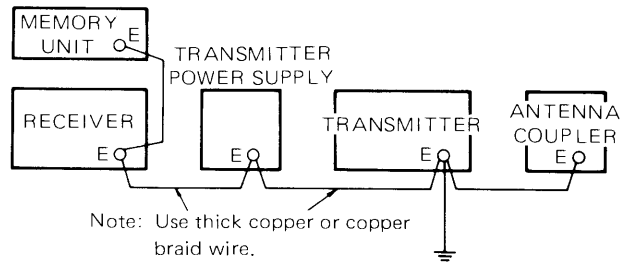 MEMORY
UNIT
E
TRANSMITTER
POWER SUPPLY
RECEIVER
E
E
TRANSMITTER
E
ANTENNA
COUPLER
E
Note: Use thick copper or copper
braid wire.